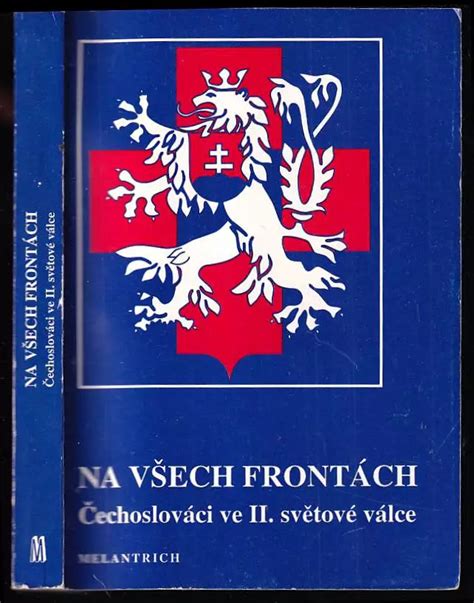 NA VŠECH FRONTÁCH
Čechoslováci ve II. světové válce
M
NA VŠECH FRONTÁCH
Čechoslováci ve II. světové válce
MELANTRICH